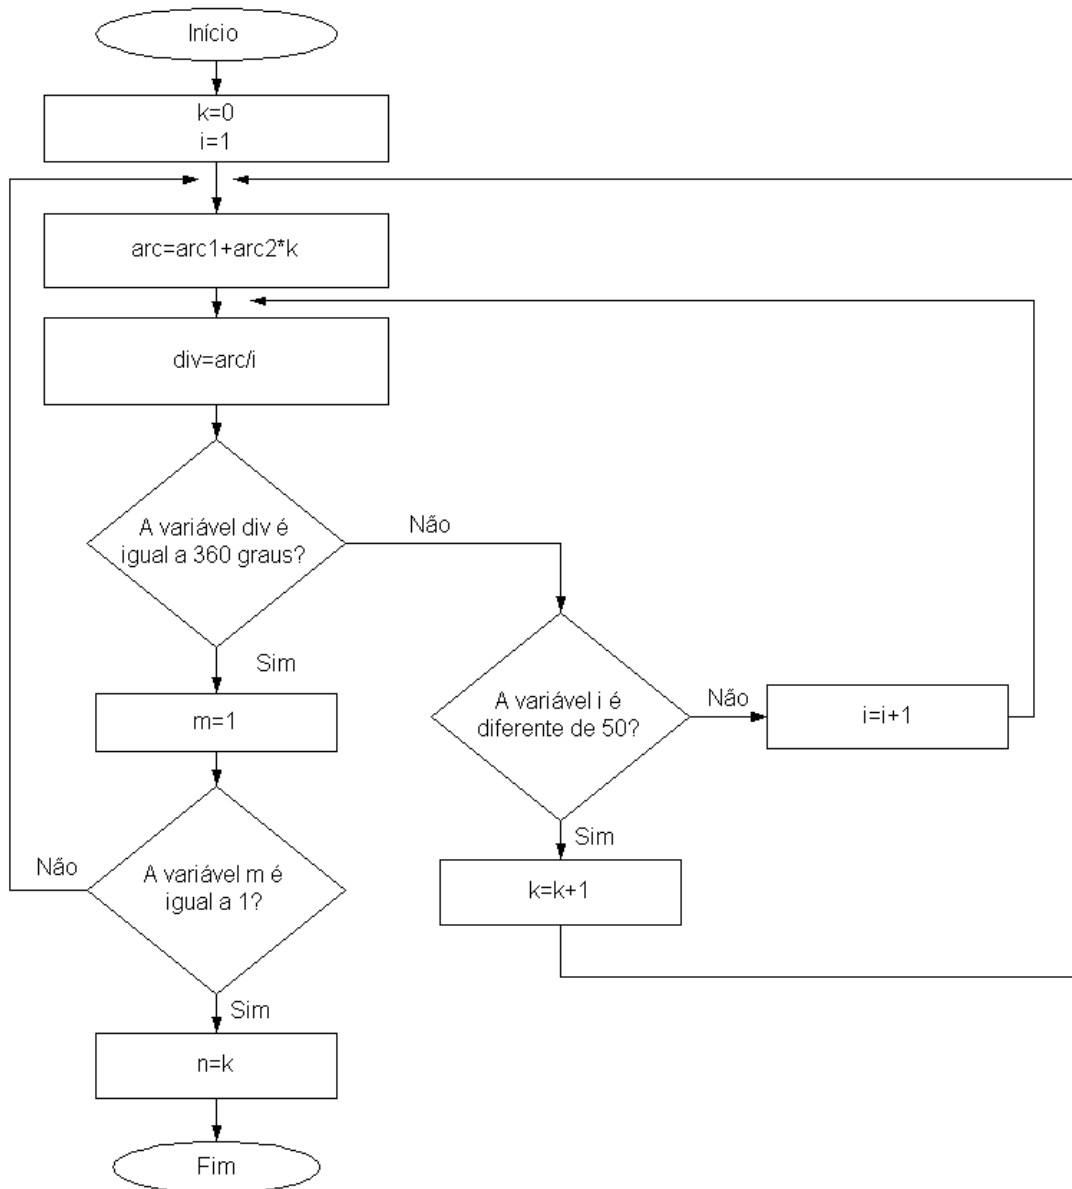 Início
k=0
i=1
arc=arc1+arc2*k
div=arc/i
A variável div é
igual a 360 graus?
Não
Sim
A variável i é
diferente de 50?
Não
i=i+1
Sim
k=k+1
m=1
A variável m é
igual a 1?
Não
Sim
n=k
Fim